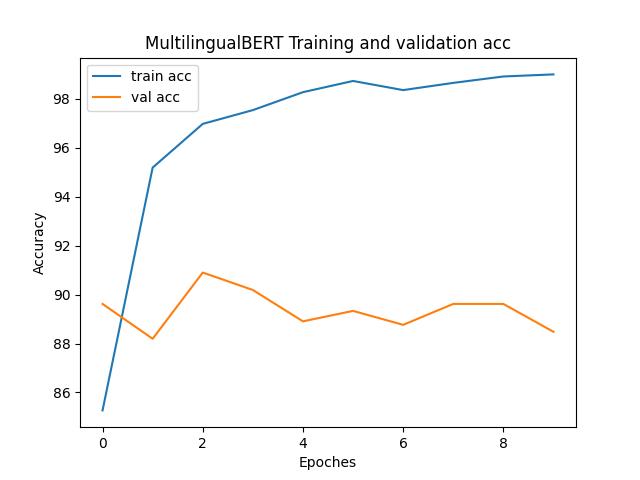 MultilingualBERT Training and validation acc
train acc
val acc
98
96
94
92
90
88
86
Accuracy
0 2 4 6 8
Epoches